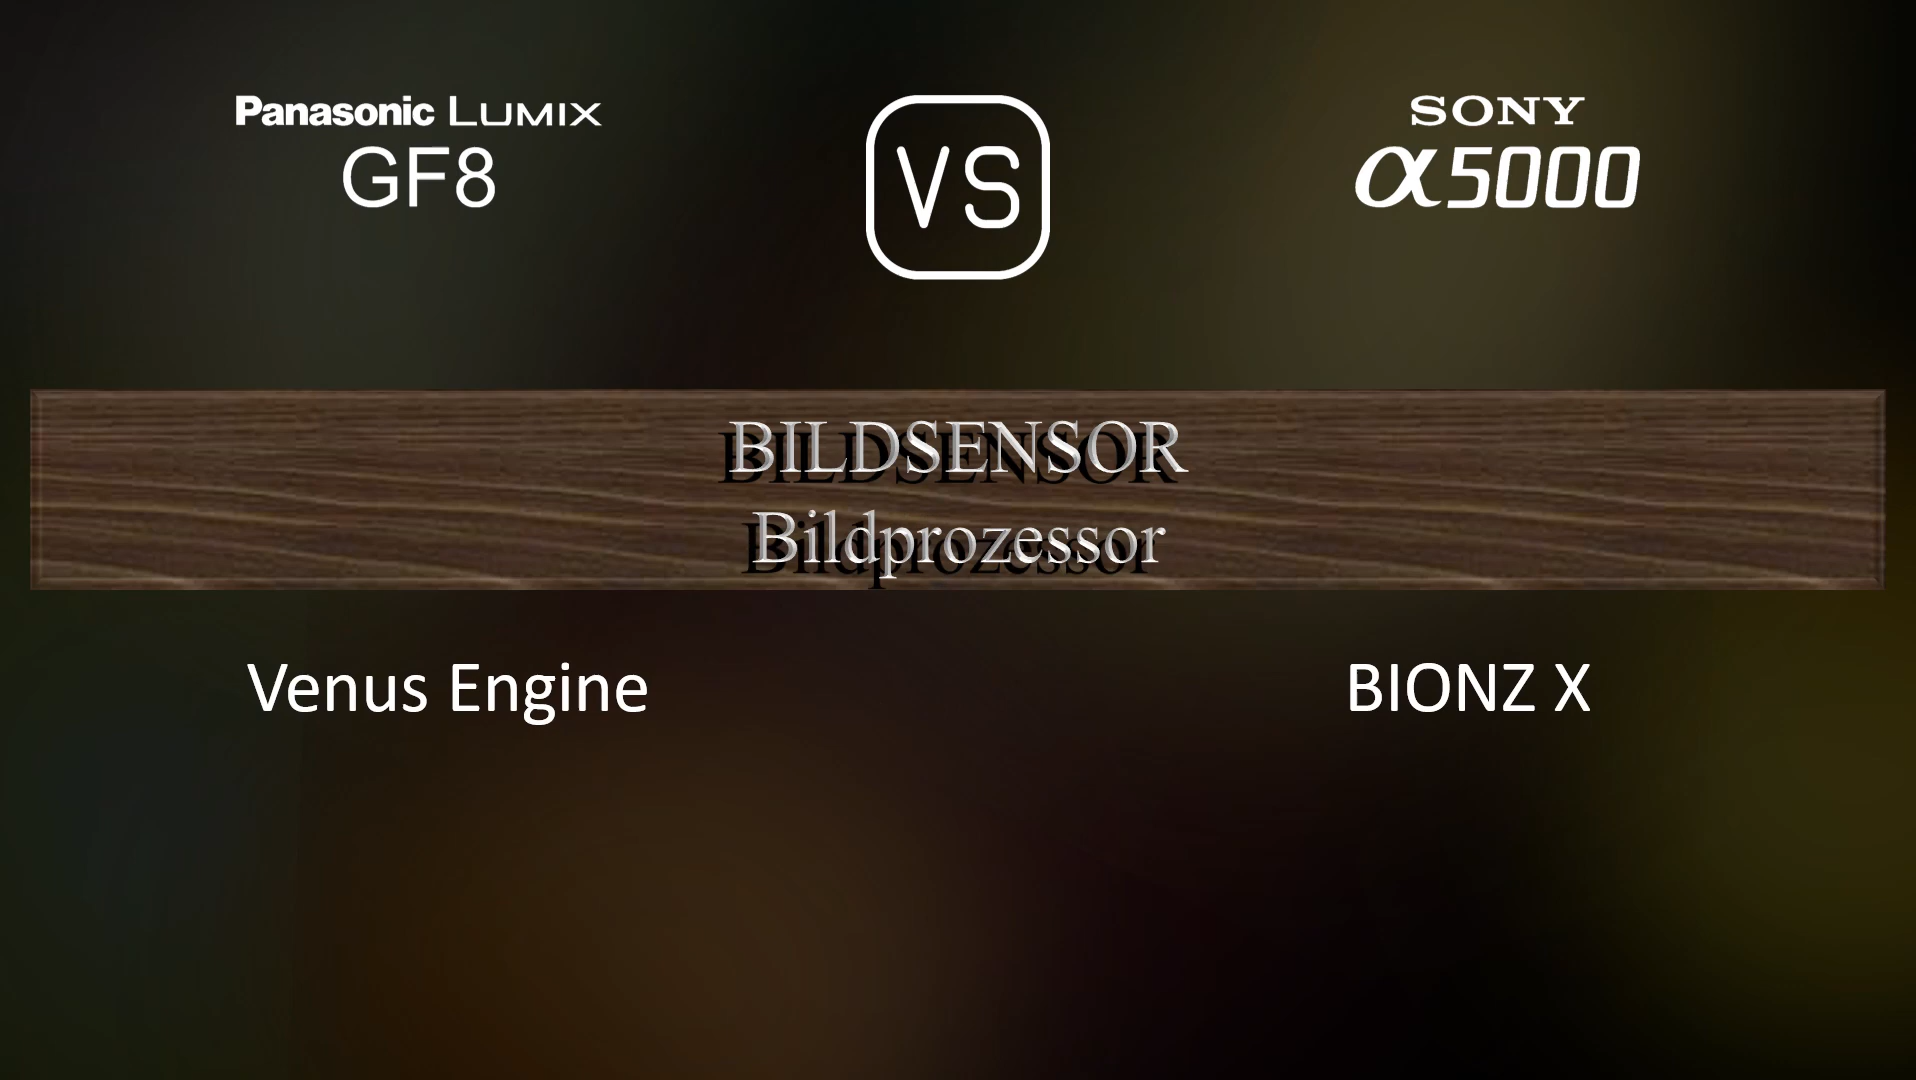 Panasonic LUMIX
GF8
VS
SONY
α5000
BILDSENSOR
Bildprozessor
Venus Engine
BIONZ X